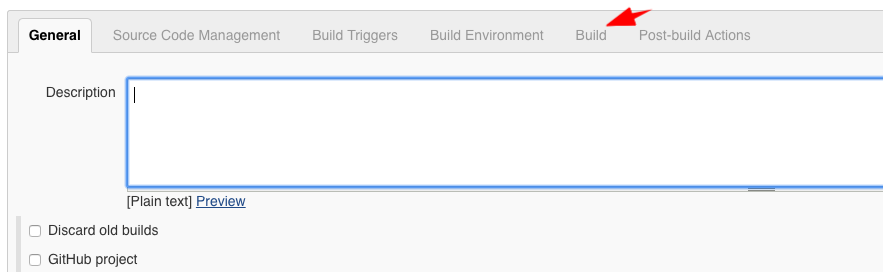 General Source Code Management Build Triggers Build Environment Build Post-build Actions
Description
[Plain text] Preview
Discard old builds
GitHub project